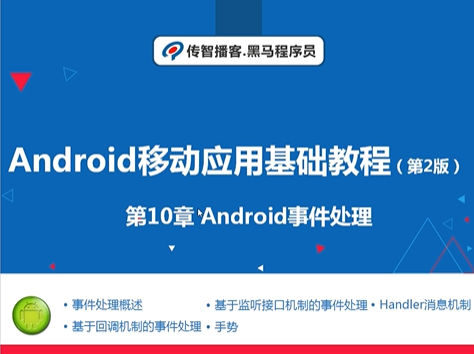 传智播客.黑马程序员
Android移动应用基础教程（第2版）
第10章 Android事件处理
• 事件处理概述 • 基于监听接口机制的事件处理 • Handler消息机制
• 基于回调机制的事件处理 • 手势